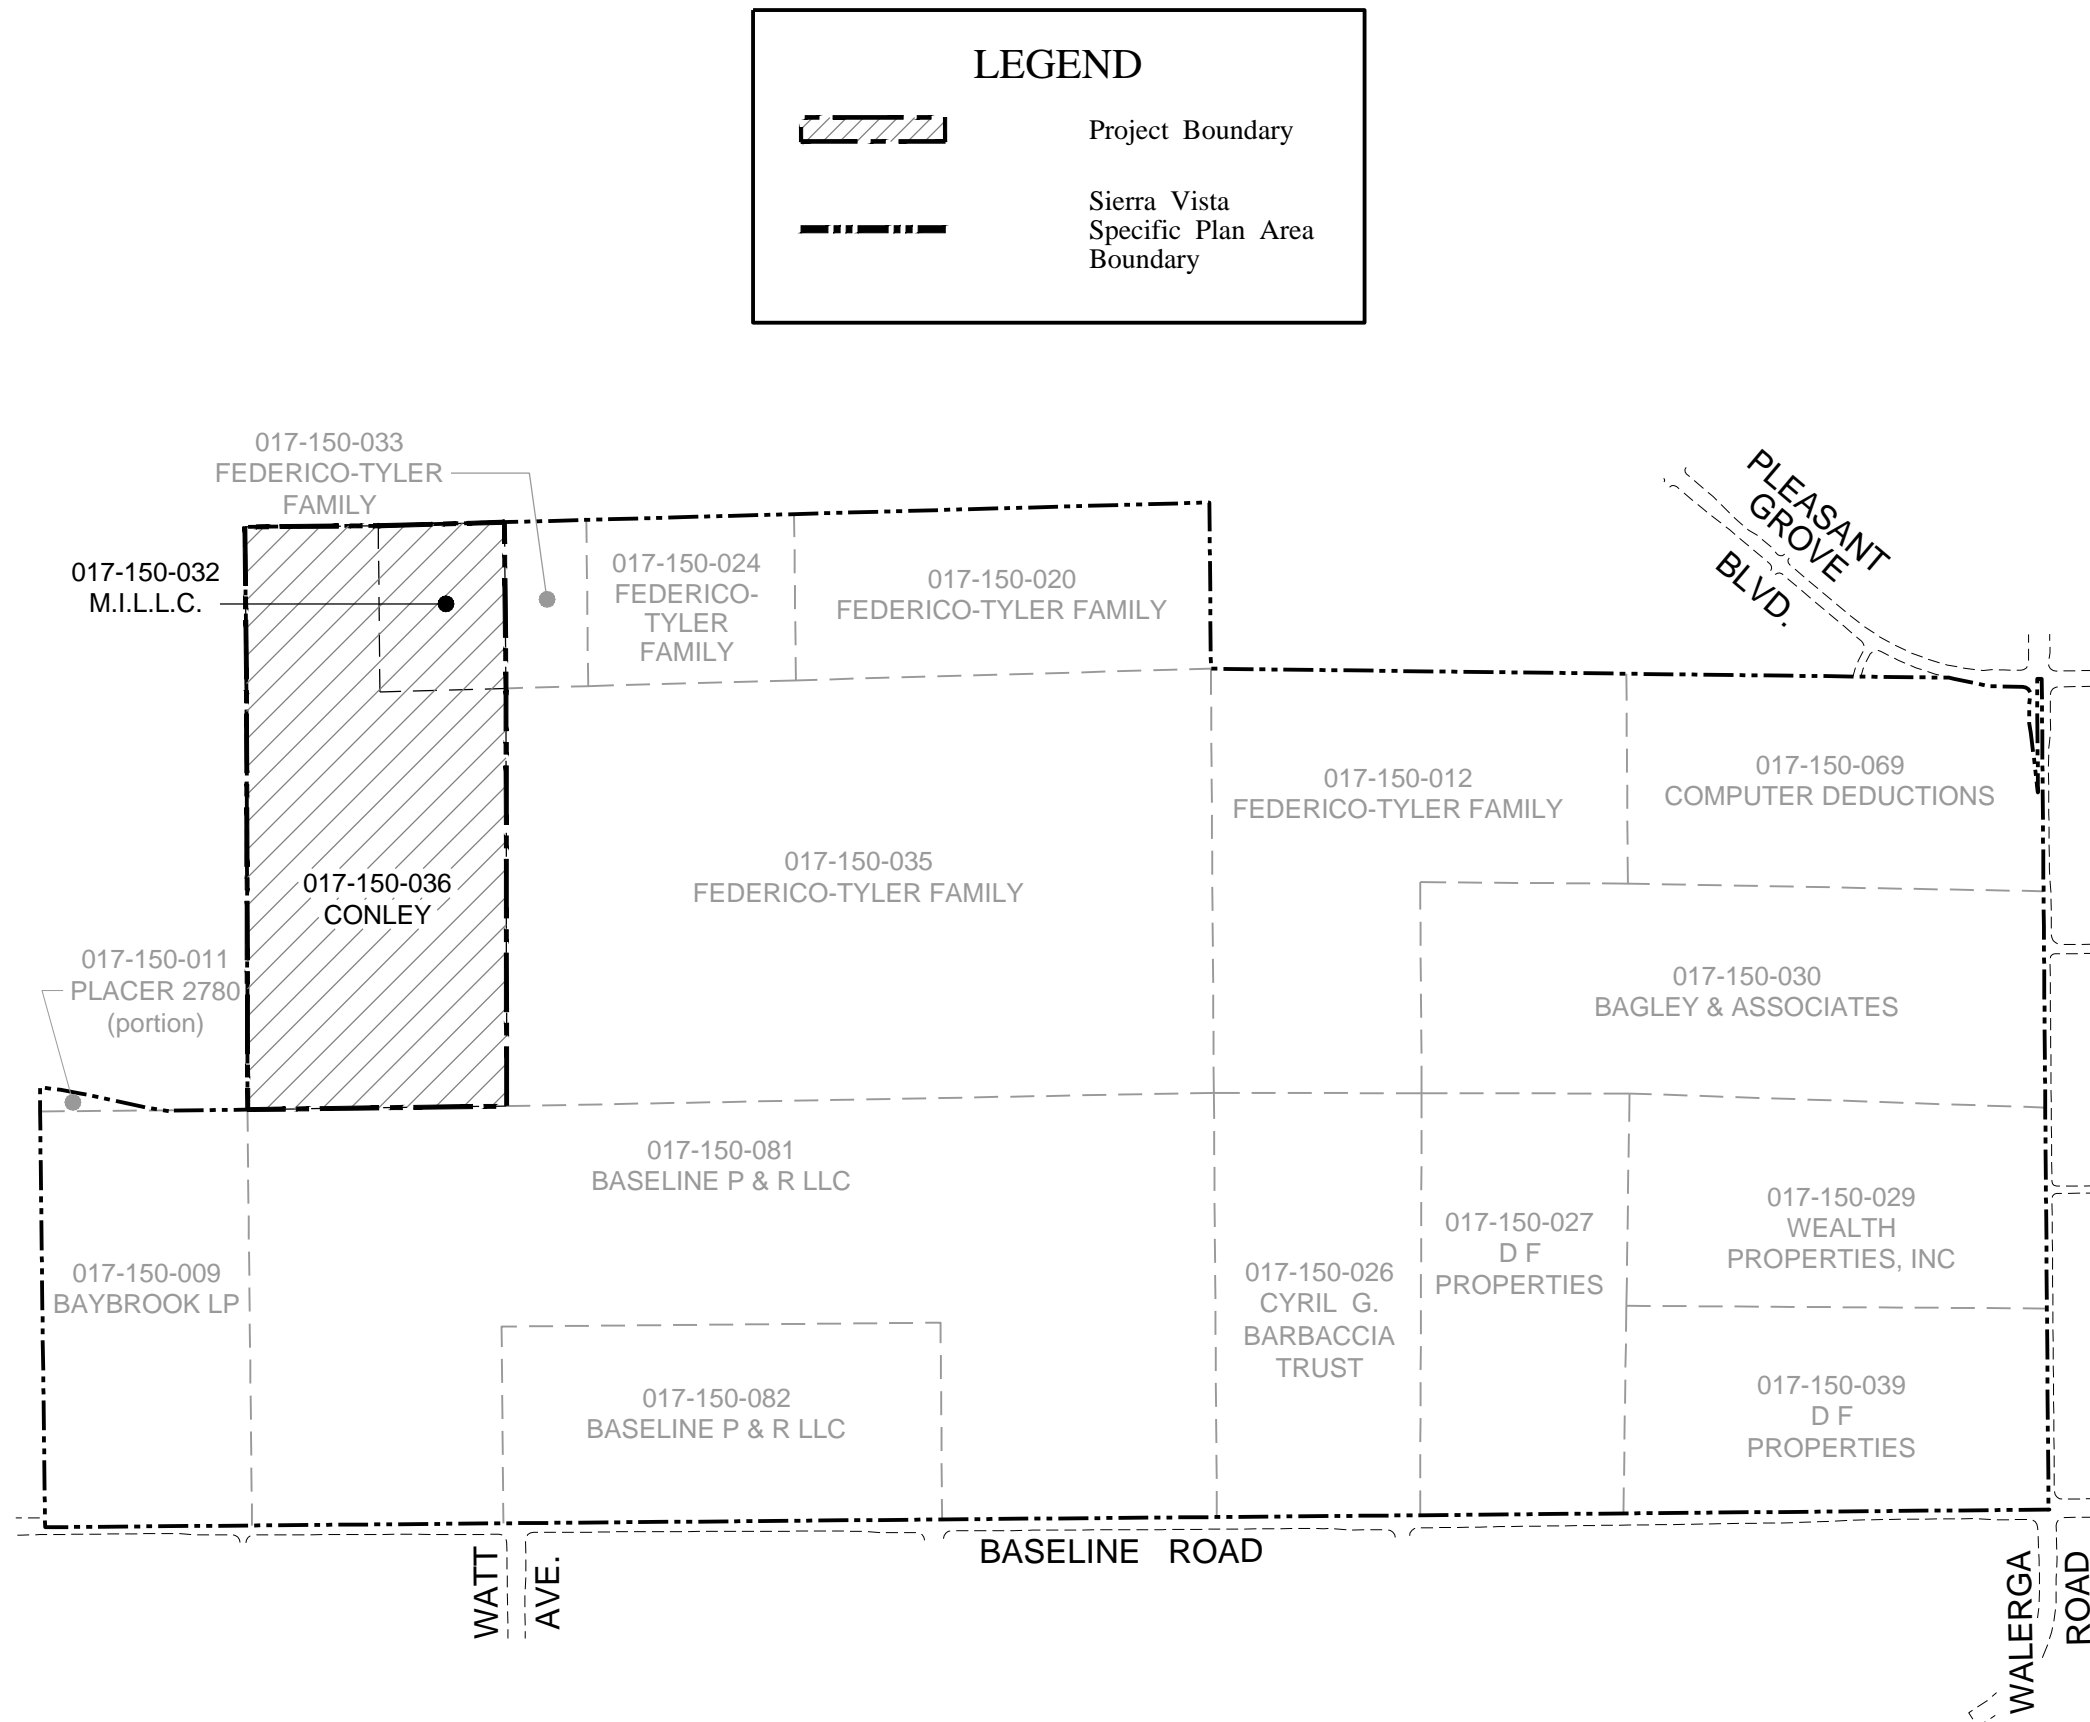 LEGEND
Project Boundary
Sierra Vista
Specific Plan Area
Boundary
017-150-033
FEDERICO-TYLER
FAMILY
PLEASANT
GROVE
BLVD.
017-150-032
M.I.L.L.C.
017-150-024
FEDERICO-
TYLER
FAMILY
017-150-020
FEDERICO-TYLER FAMILY
017-150-012
FEDERICO-TYLER FAMILY
017-150-069
COMPUTER DEDUCTIONS
017-150-035
FEDERICO-TYLER FAMILY
017-150-036
CONLEY
017-150-011
PLACER 2780
(portion)
017-150-030
BAGLEY & ASSOCIATES
017-150-081
BASELINE P & R LLC
017-150-029
WEALTH
PROPERTIES, INC
017-150-027
D F
PROPERTIES
017-150-009
BAYBROOK LP
017-150-026
CYRIL G.
BARBACCIA
TRUST
017-150-082
BASELINE P & R LLC
017-150-039
D F
PROPERTIES
BASELINE ROAD
WATT
AVE.
WALERGA
ROAD